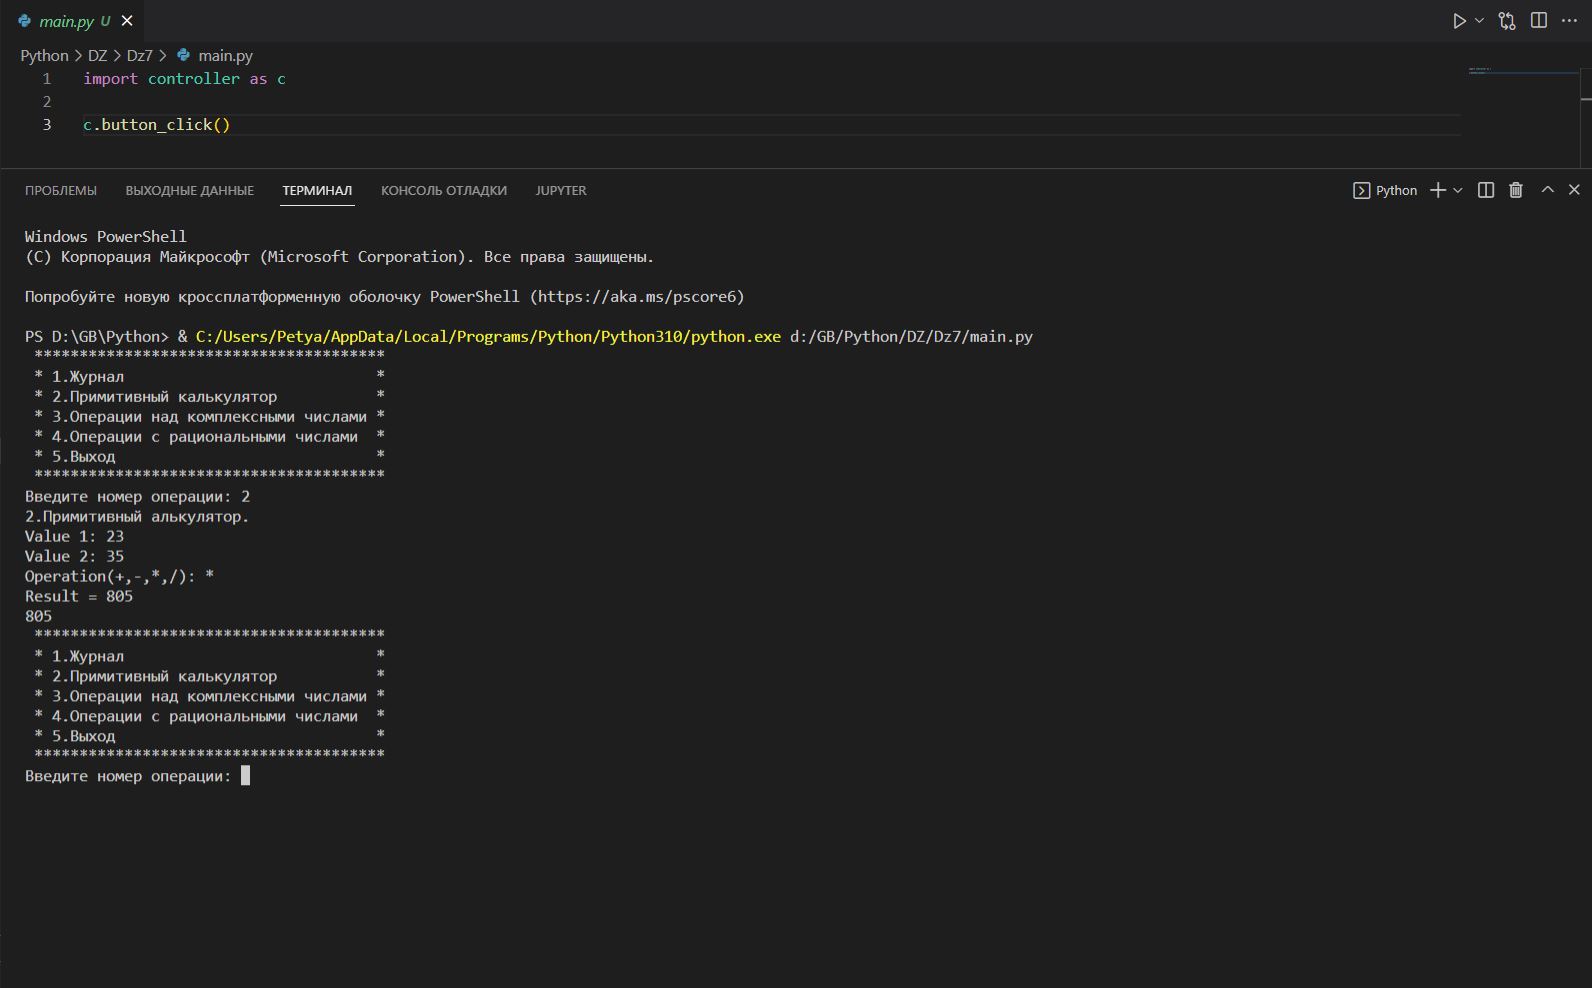 main.py U
Python > DZ > Dz7 > main.py
1 import controller as c
2
3 c.button_click()
ПРОБЛЕМЫ ВЫХОДНЫЕ ДАННЫЕ ТЕРМИНАЛ КОНСОЛЬ ОТЛАДКИ JUPYTER Python
Windows PowerShell
(C) Корпорация Майкрософт (Microsoft Corporation). Все права защищены.
Попробуйте новую кроссплатформенную оболочку PowerShell (https://aka.ms/pscore6)
PS D:\GB\Python> & C:/Users/Petya/AppData/Local/Programs/Python/Python310/python.exe d:/GB/Python/DZ/Dz7/main.py
***************************************
* 1.Журнал *
* 2.Примитивный калькулятор *
* 3.Операции над комплексными числами *
* 4.Операции с рациональными числами *
* 5.Выход *
***************************************
Введите номер операции: 2
2.Примитивный алькулятор.
Value 1: 23
Value 2: 35
Operation(+,-,*,/): *
Result = 805
805
***************************************
* 1.Журнал *
* 2.Примитивный калькулятор *
* 3.Операции над комплексными числами *
* 4.Операции с рациональными числами *
* 5.Выход *
***************************************
Введите номер операции: